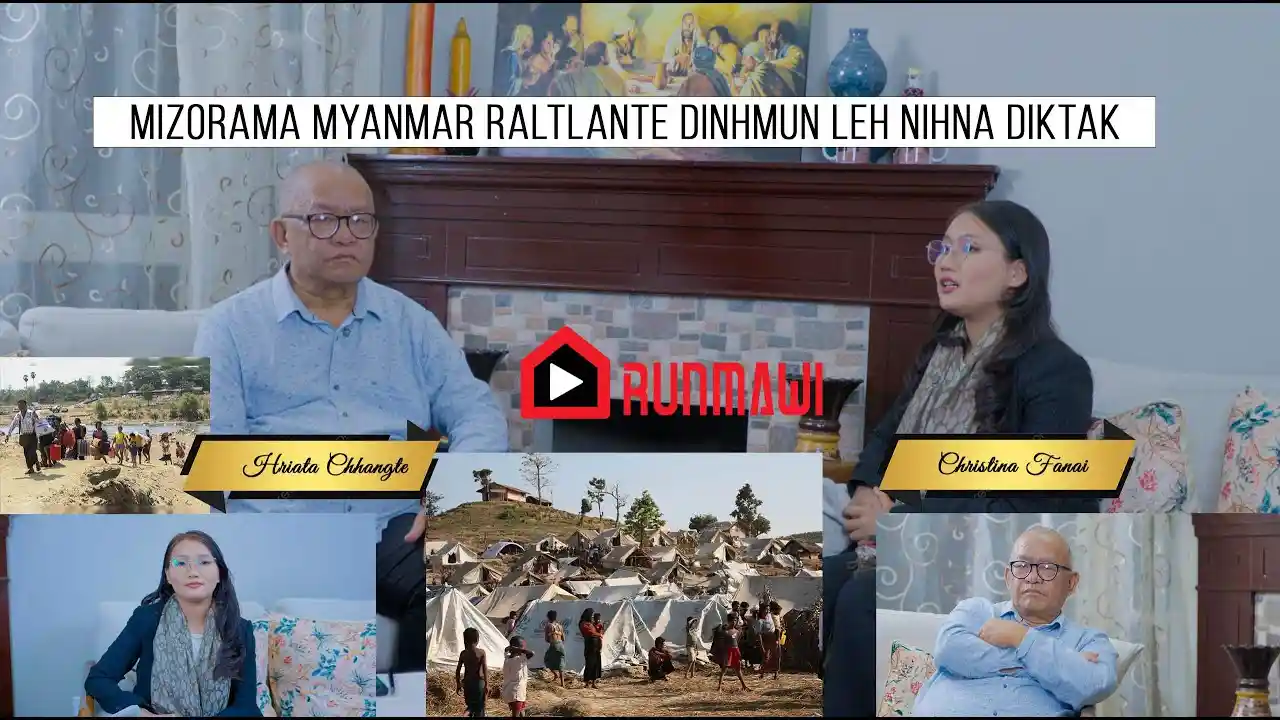 MIZORAMA MYANMAR RALTLANTE DINHMUN LEH NIHNA DIKTAK
RUNMAWI
Hriata Chhangte
Christina Fanai